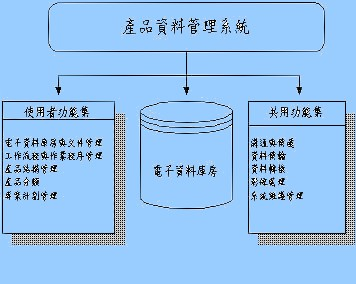 產品資料管理系統
使用者功能集
電子資料庫房與文件管理
工作流程與作業程序管理
產品結構管理
產品分類
專案計劃管理
電子資料庫房
共用功能集
溝通與傳遞
資料傳輸
資料轉換
影像處理
系統維護管理